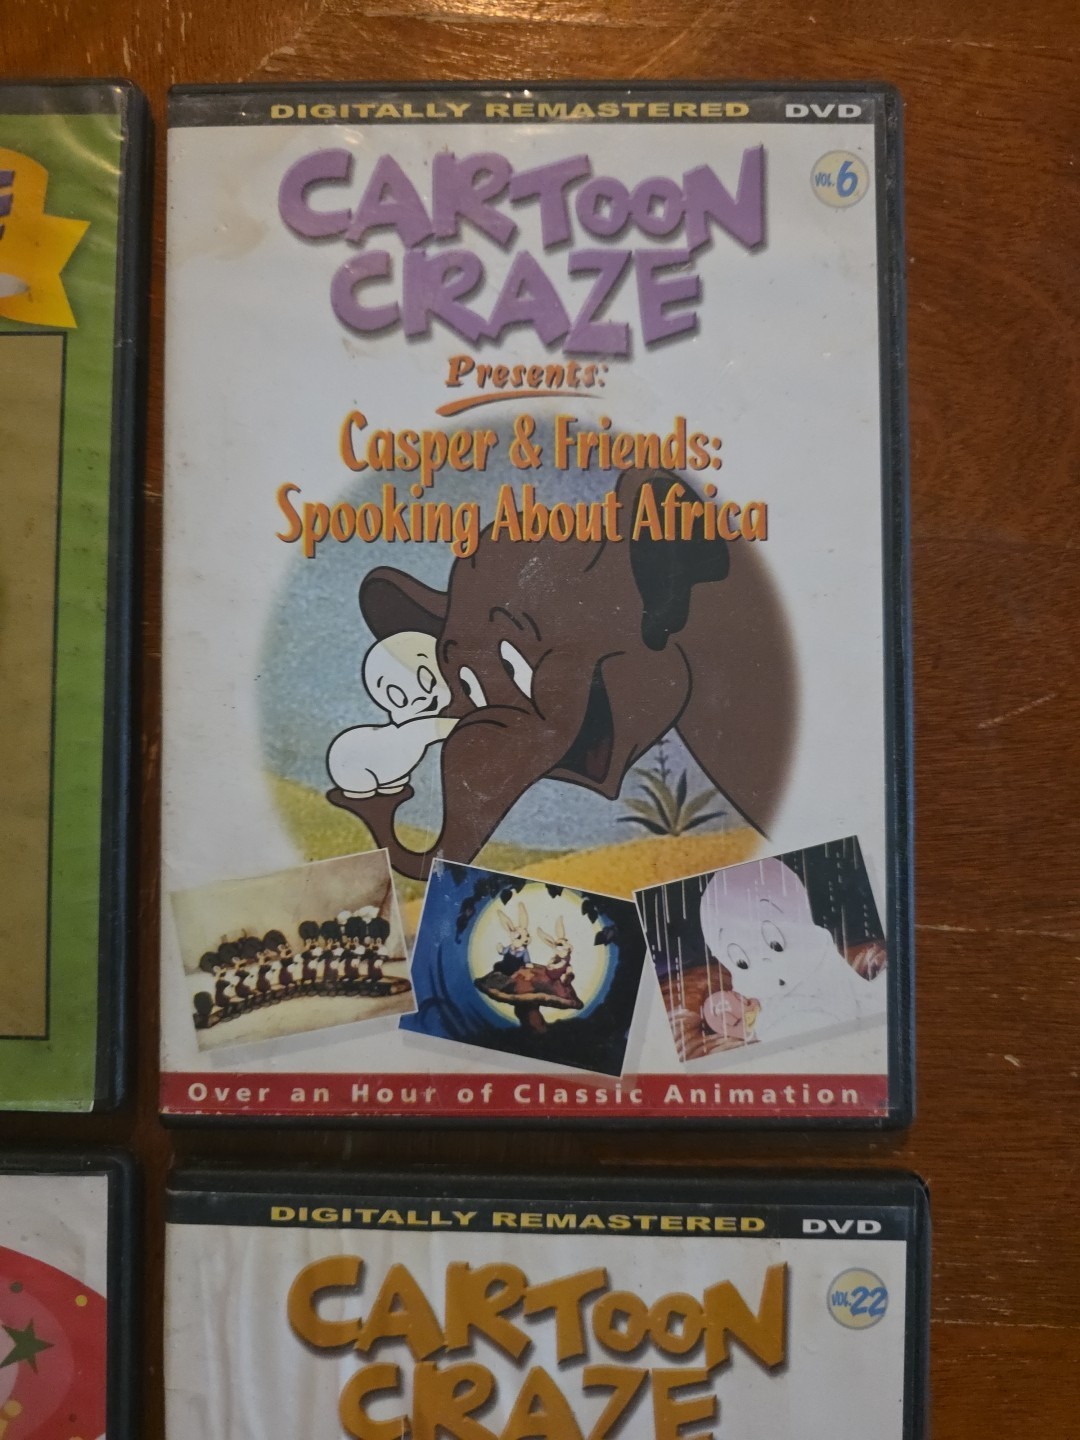 DIGITALLY REMASTERED DVD
VOL. 6
CARTOON
CRAZE
Presents:
Casper & Friends:
Spooking About Africa
Over an Hour of Classic Animation
DIGITALLY REMASTERED DVD
VOL. 22
CARTOON
CRAZE